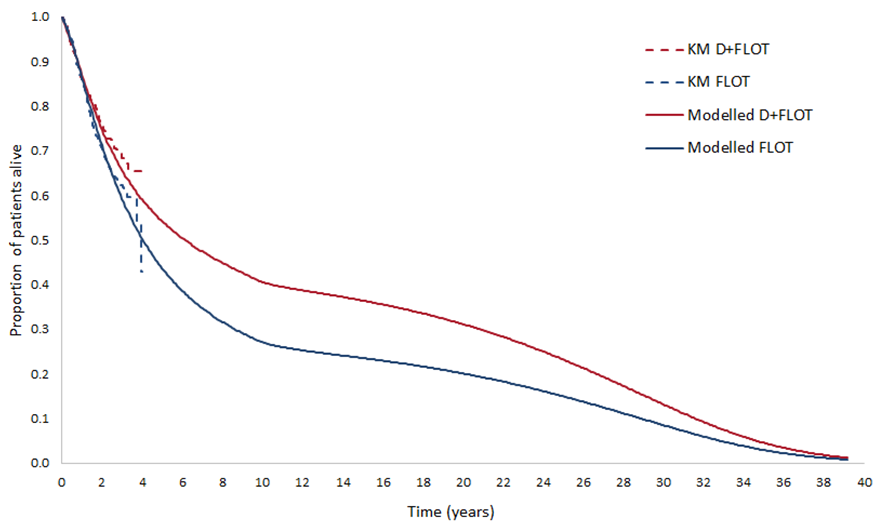 1.0
0.9
0.8
0.7
0.6
0.5
0.4
0.3
0.2
0.1
0.0
Proportion of patients alive
KM D+FLOT
KM FLOT
Modelled D+FLOT
Modelled FLOT
0 2 4 6 8 10 12 14 16 18 20 22 24 26 28 30 32 34 36 38 40
Time (years)